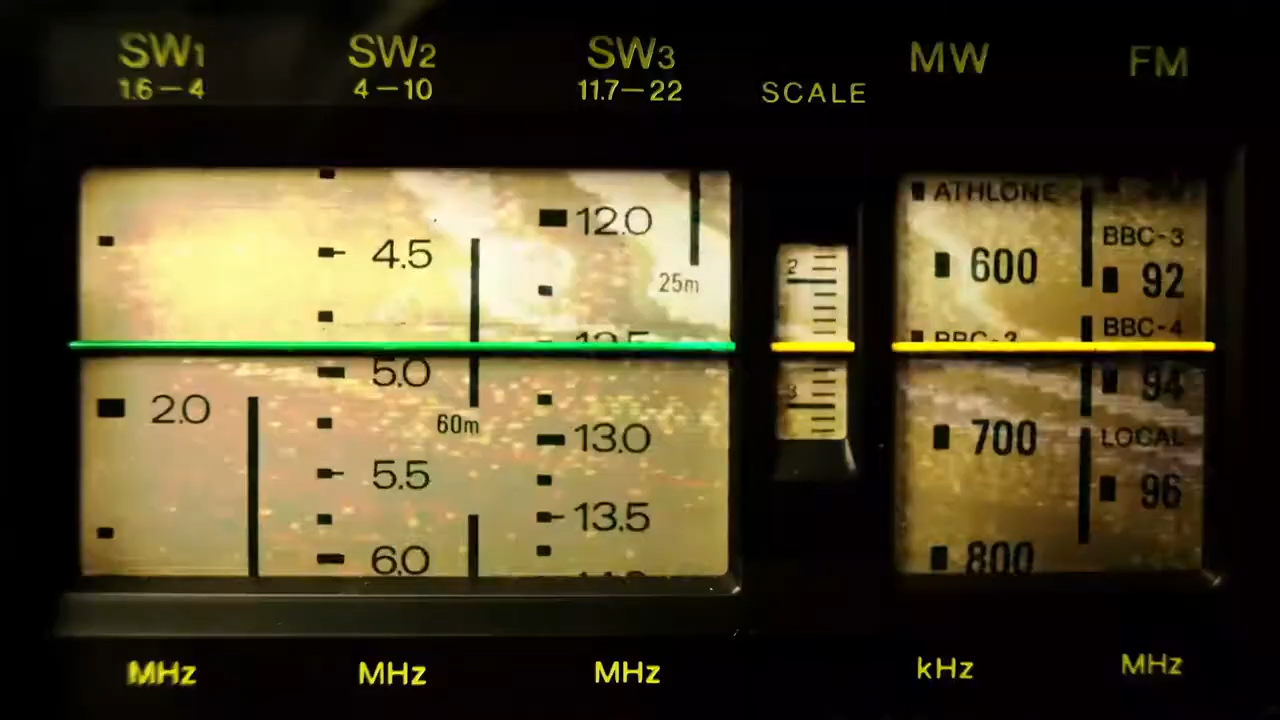 SW1 SW2 SW3 MW FM
1.6–4 4–10 11.7–22 SCALE
ATHLONE
12.0
BBC-3
4.5
2 600 92
25m
BBC-4
5.0
94
3
2.0
60m 13.0 700 LOCAL
5.5
96
13.5
6.0 800
MHz MHz MHz kHz MHz